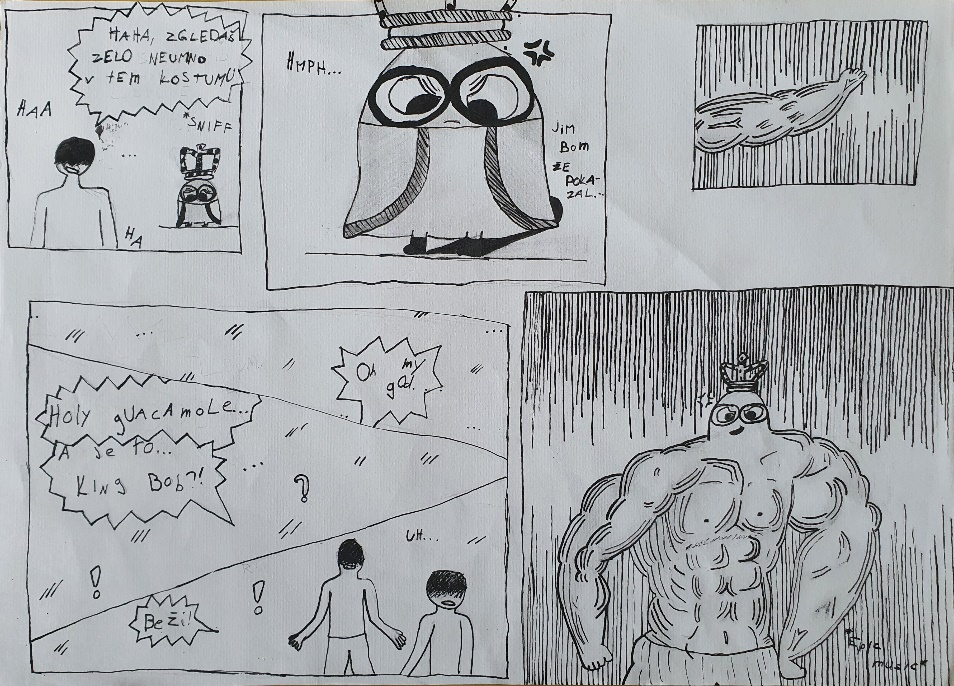 HAHA, ZGLEDAŠ
ZELO NEUMNO
V TEM KOSTUMU
HAA
*SNIFF
...
HA
HMPH...
JIM
BOM
ŽE
POKA-
ZAL...
...
...
Oh my
god..
HOLY gUACAMOLE...
A JE TO...
KINg Bob?!
...
...
?
UH...
!
!
Beži!
*Epic
music*